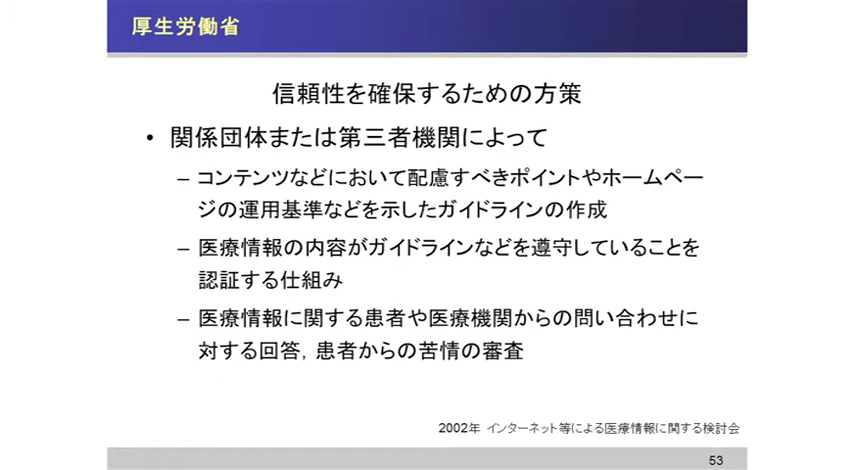 厚生労働省
信頼性を確保するための方策
• 関係団体または第三者機関によって
– コンテンツなどにおいて配慮すべきポイントやホームペー
ジの運用基準などを示したガイドラインの作成
– 医療情報の内容がガイドラインなどを遵守していることを
認証する仕組み
– 医療情報に関する患者や医療機関からの問い合わせに
対する回答，患者からの苦情の審査
2002年 インターネット等による医療情報に関する検討会
53